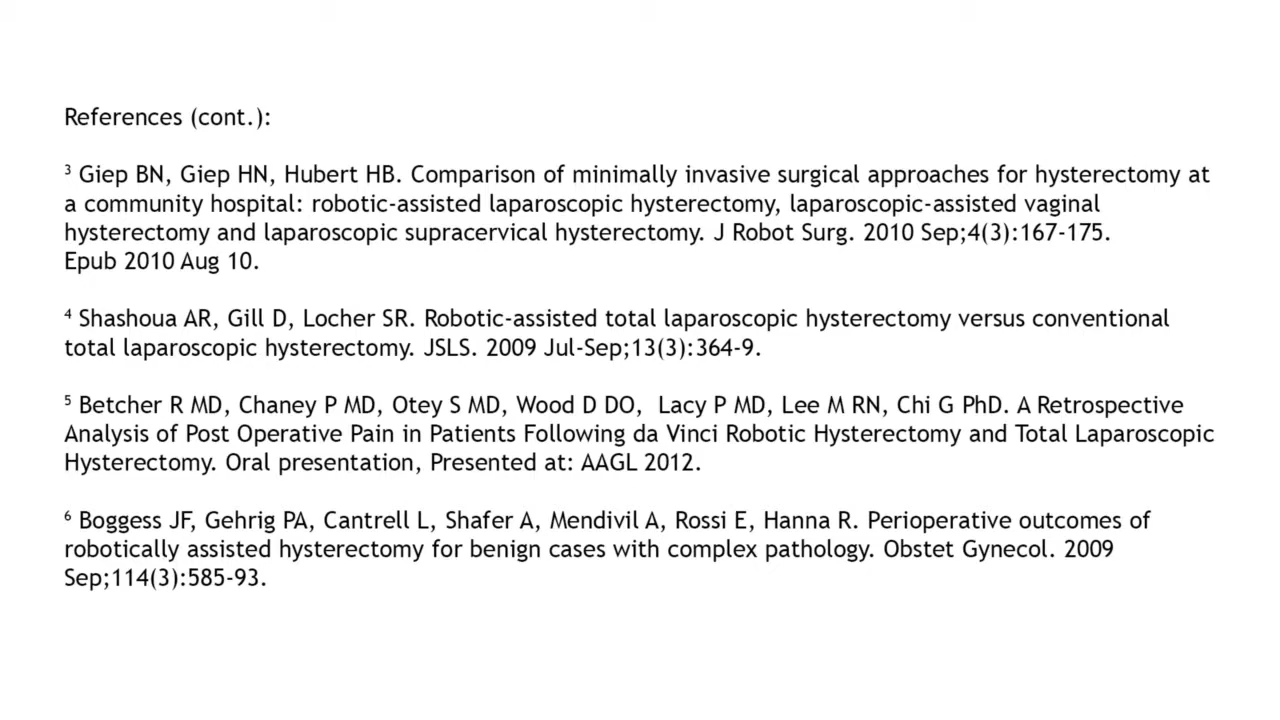 References (cont.):
³ Giep BN, Giep HN, Hubert HB. Comparison of minimally invasive surgical approaches for hysterectomy at
a community hospital: robotic-assisted laparoscopic hysterectomy, laparoscopic-assisted vaginal
hysterectomy and laparoscopic supracervical hysterectomy. J Robot Surg. 2010 Sep;4(3):167-175.
Epub 2010 Aug 10.
⁴ Shashoua AR, Gill D, Locher SR. Robotic-assisted total laparoscopic hysterectomy versus conventional
total laparoscopic hysterectomy. JSLS. 2009 Jul-Sep;13(3):364-9.
⁵ Betcher R MD, Chaney P MD, Otey S MD, Wood D DO,  Lacy P MD, Lee M RN, Chi G PhD. A Retrospective
Analysis of Post Operative Pain in Patients Following da Vinci Robotic Hysterectomy and Total Laparoscopic
Hysterectomy. Oral presentation, Presented at: AAGL 2012.
⁶ Boggess JF, Gehrig PA, Cantrell L, Shafer A, Mendivil A, Rossi E, Hanna R. Perioperative outcomes of
robotically assisted hysterectomy for benign cases with complex pathology. Obstet Gynecol. 2009
Sep;114(3):585-93.